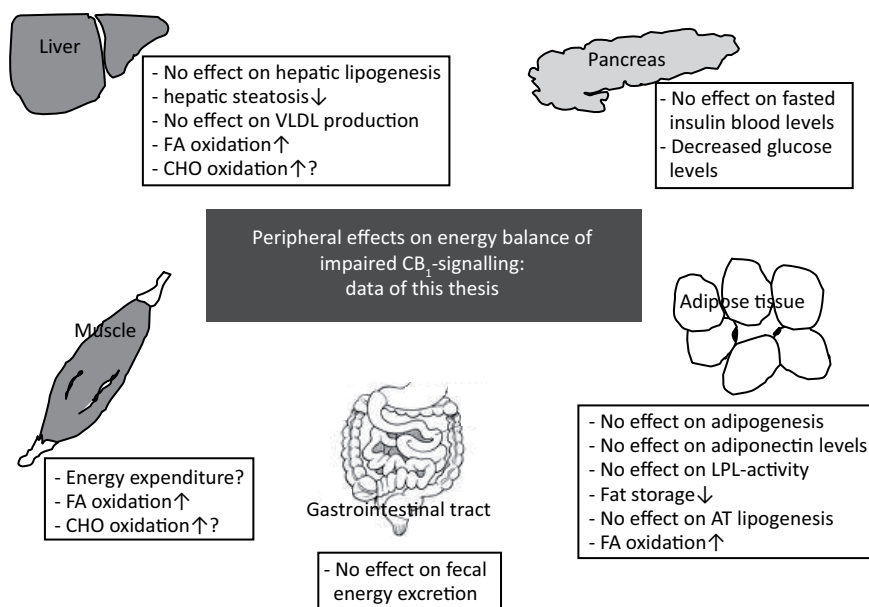 Liver
- No effect on hepatic lipogenesis
- hepatic steatosis↓
- No effect on VLDL production
- FA oxidation↑
- CHO oxidation↑?
Pancreas
- No effect on fasted
insulin blood levels
- Decreased glucose
levels
Peripheral effects on energy balance of
impaired CB₁-signalling:
data of this thesis
Muscle
- Energy expenditure?
- FA oxidation↑
- CHO oxidation↑?
Gastrointestinal tract
- No effect on fecal
energy excretion
Adipose tissue
- No effect on adipogenesis
- No effect on adiponectin levels
- No effect on LPL-activity
- Fat storage↓
- No effect on AT lipogenesis
- FA oxidation↑